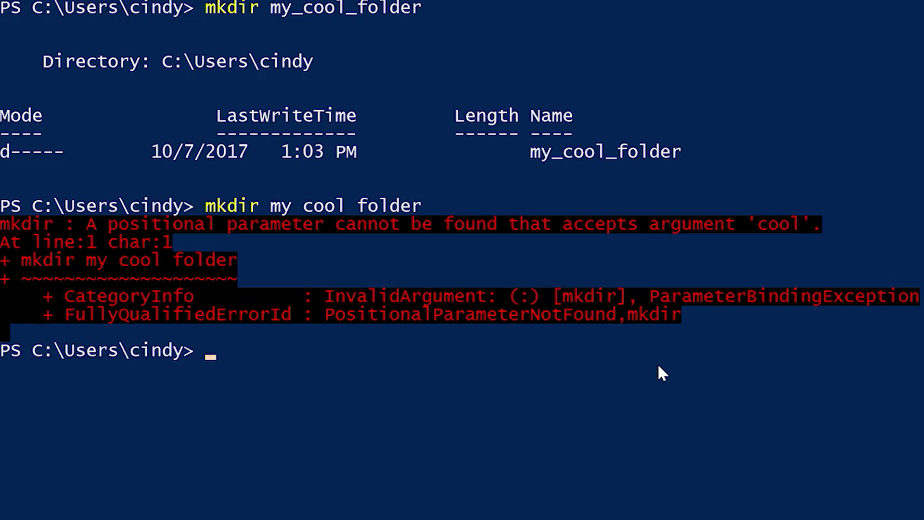 PS C:\Users\cindy> mkdir my_cool_folder
Directory: C:\Users\cindy
Mode LastWriteTime Length Name
---- ------------- ------ ----
d----- 10/7/2017 1:03 PM my_cool_folder
PS C:\Users\cindy> mkdir my cool folder
mkdir : A positional parameter cannot be found that accepts argument 'cool'.
At line:1 char:1
+ mkdir my cool folder
+ ~~~~~~~~~~~~~~~~~~~~
+ CategoryInfo : InvalidArgument: (:) [mkdir], ParameterBindingException
+ FullyQualifiedErrorId : PositionalParameterNotFound,mkdir
PS C:\Users\cindy> _